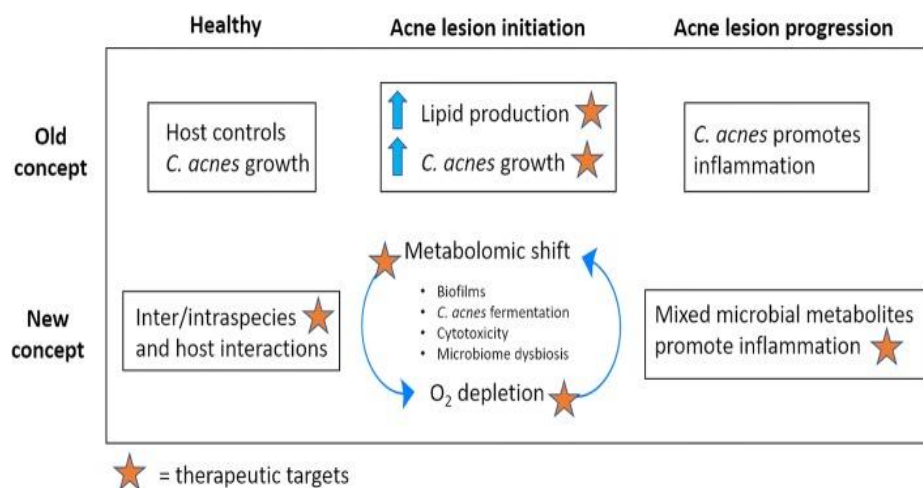 Healthy
Acne lesion initiation
Acne lesion progression
Old
concept
Host controls
C. acnes growth
Lipid production
C. acnes growth
C. acnes promotes
inflammation
New
concept
Inter/intraspecies
and host interactions
Metabolomic shift
• Biofilms
• C. acnes fermentation
• Cytotoxicity
• Microbiome dysbiosis
O₂ depletion
Mixed microbial metabolites
promote inflammation
= therapeutic targets